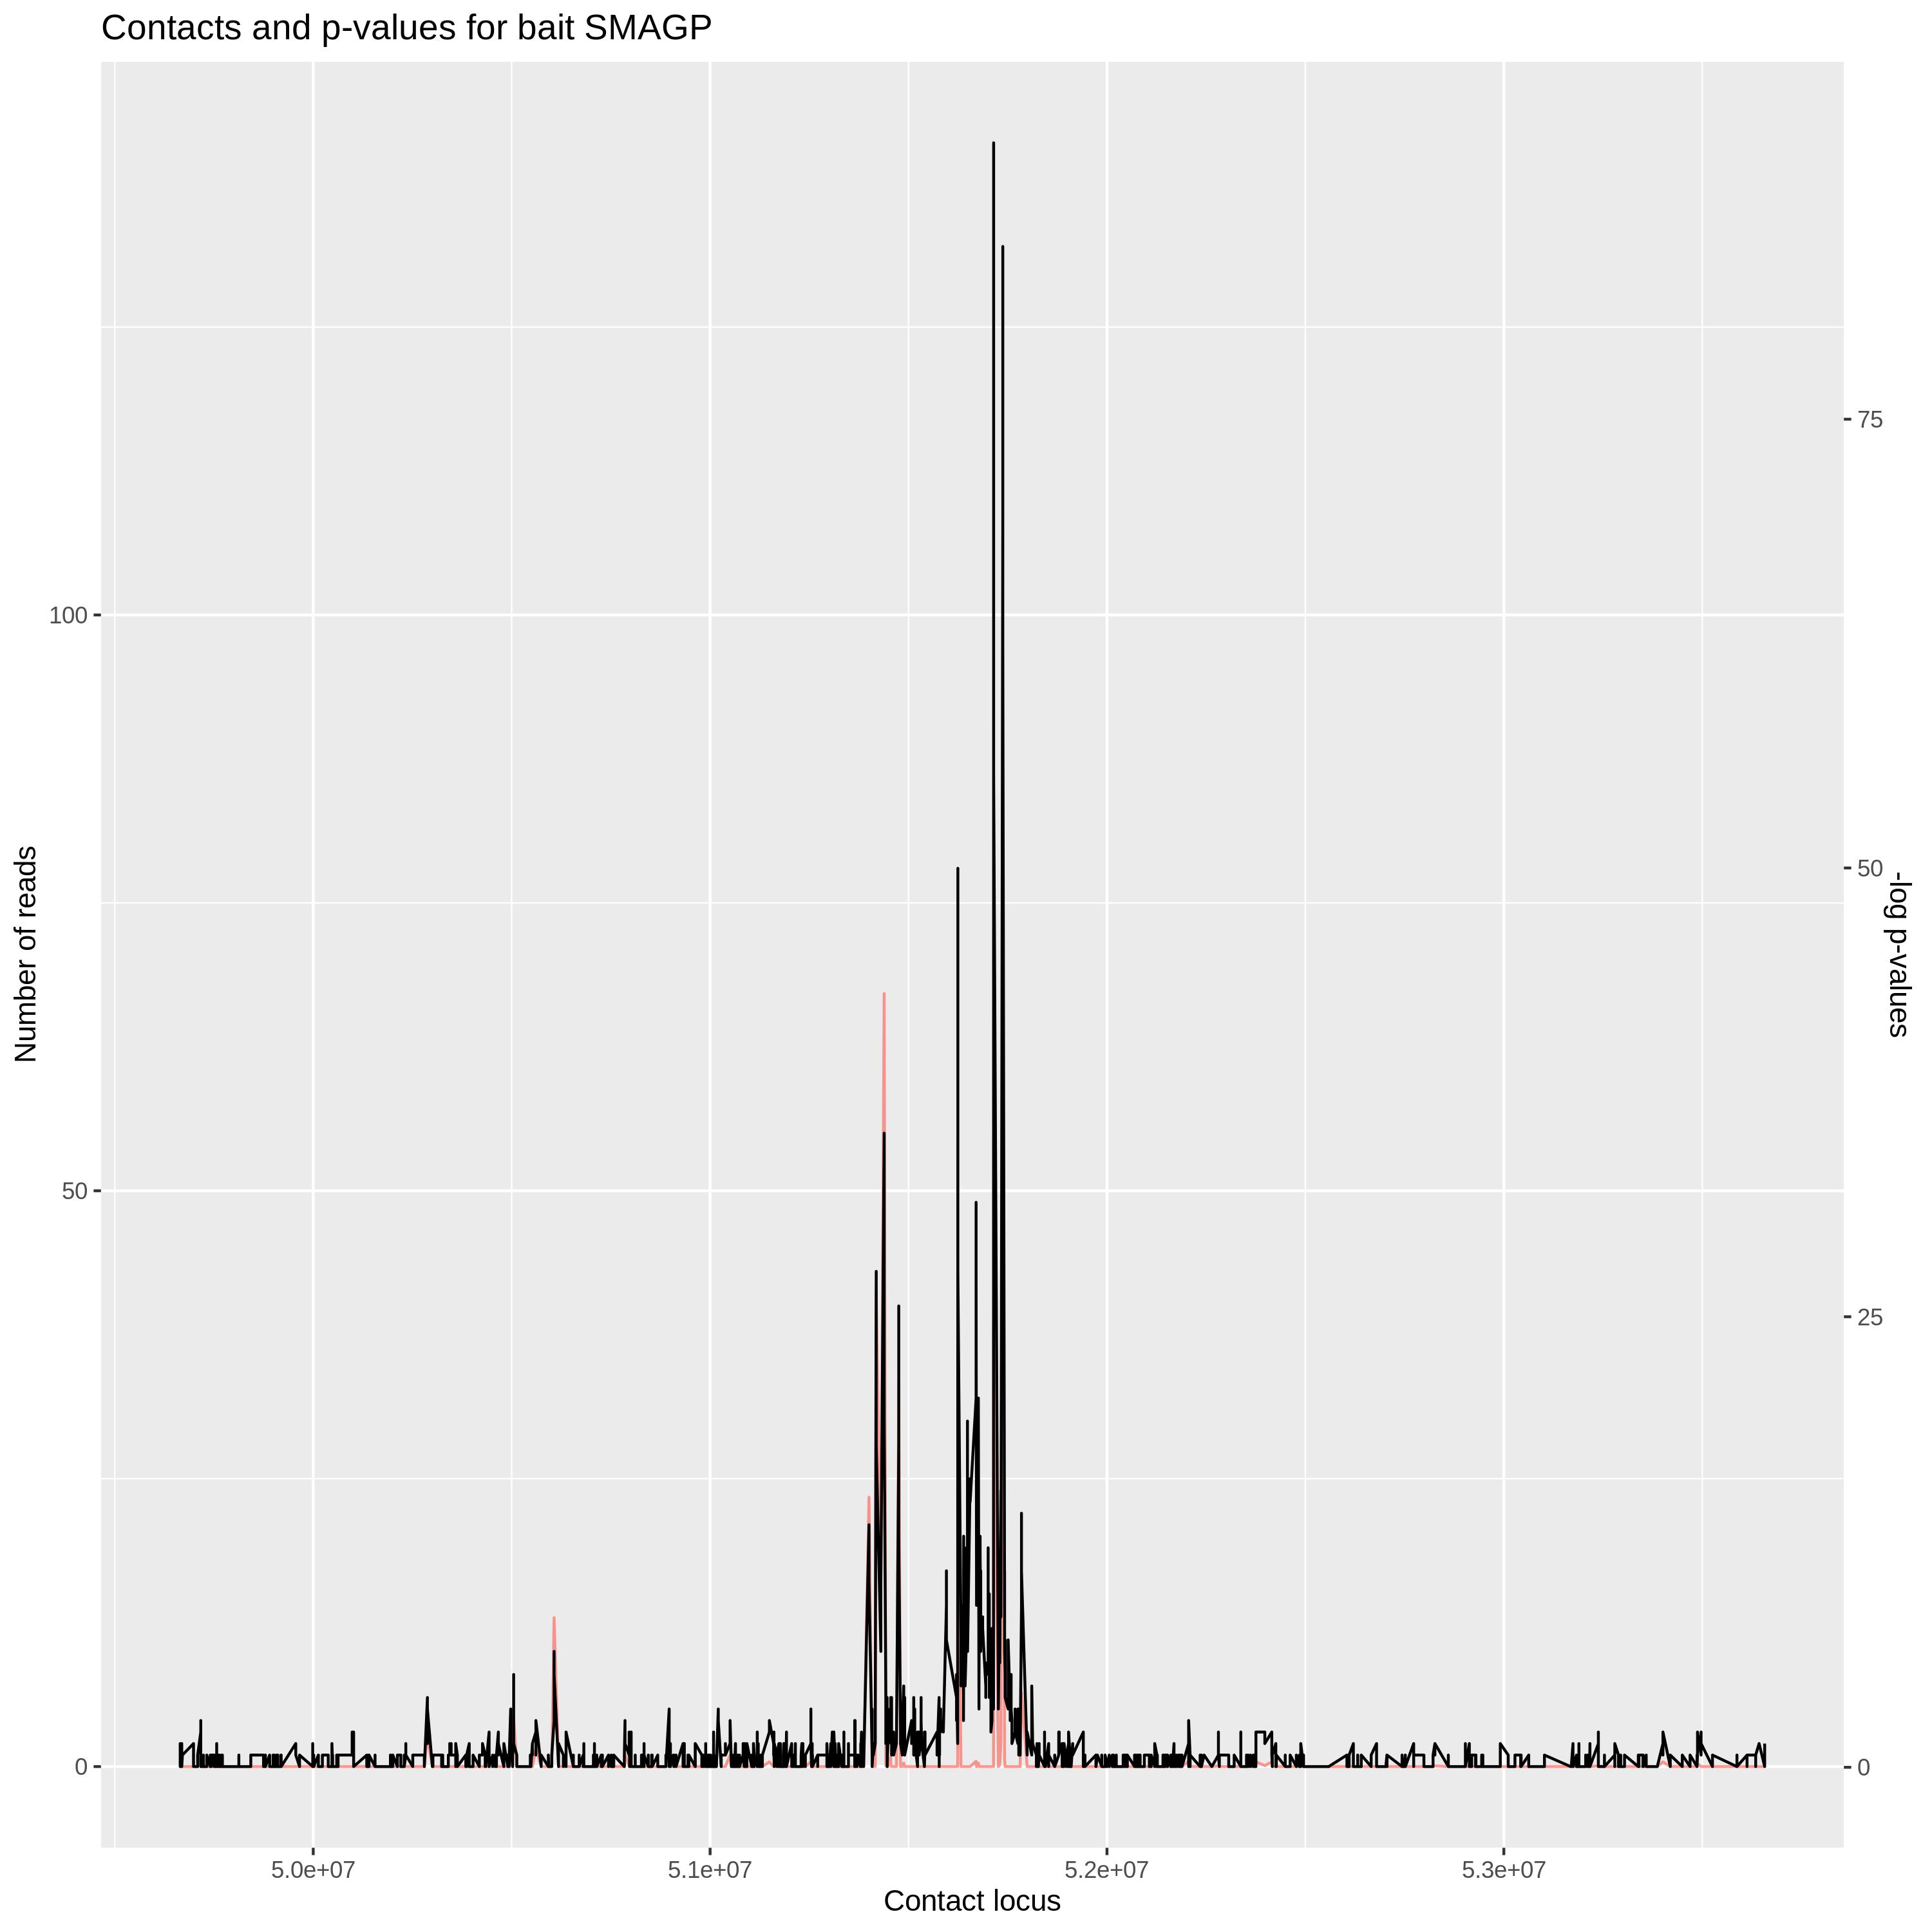 Contacts and p-values for bait SMAGP
Number of reads
100
50
0
75
50
25
0
-log p-values
5.0e+07
5.1e+07
5.2e+07
5.3e+07
Contact locus